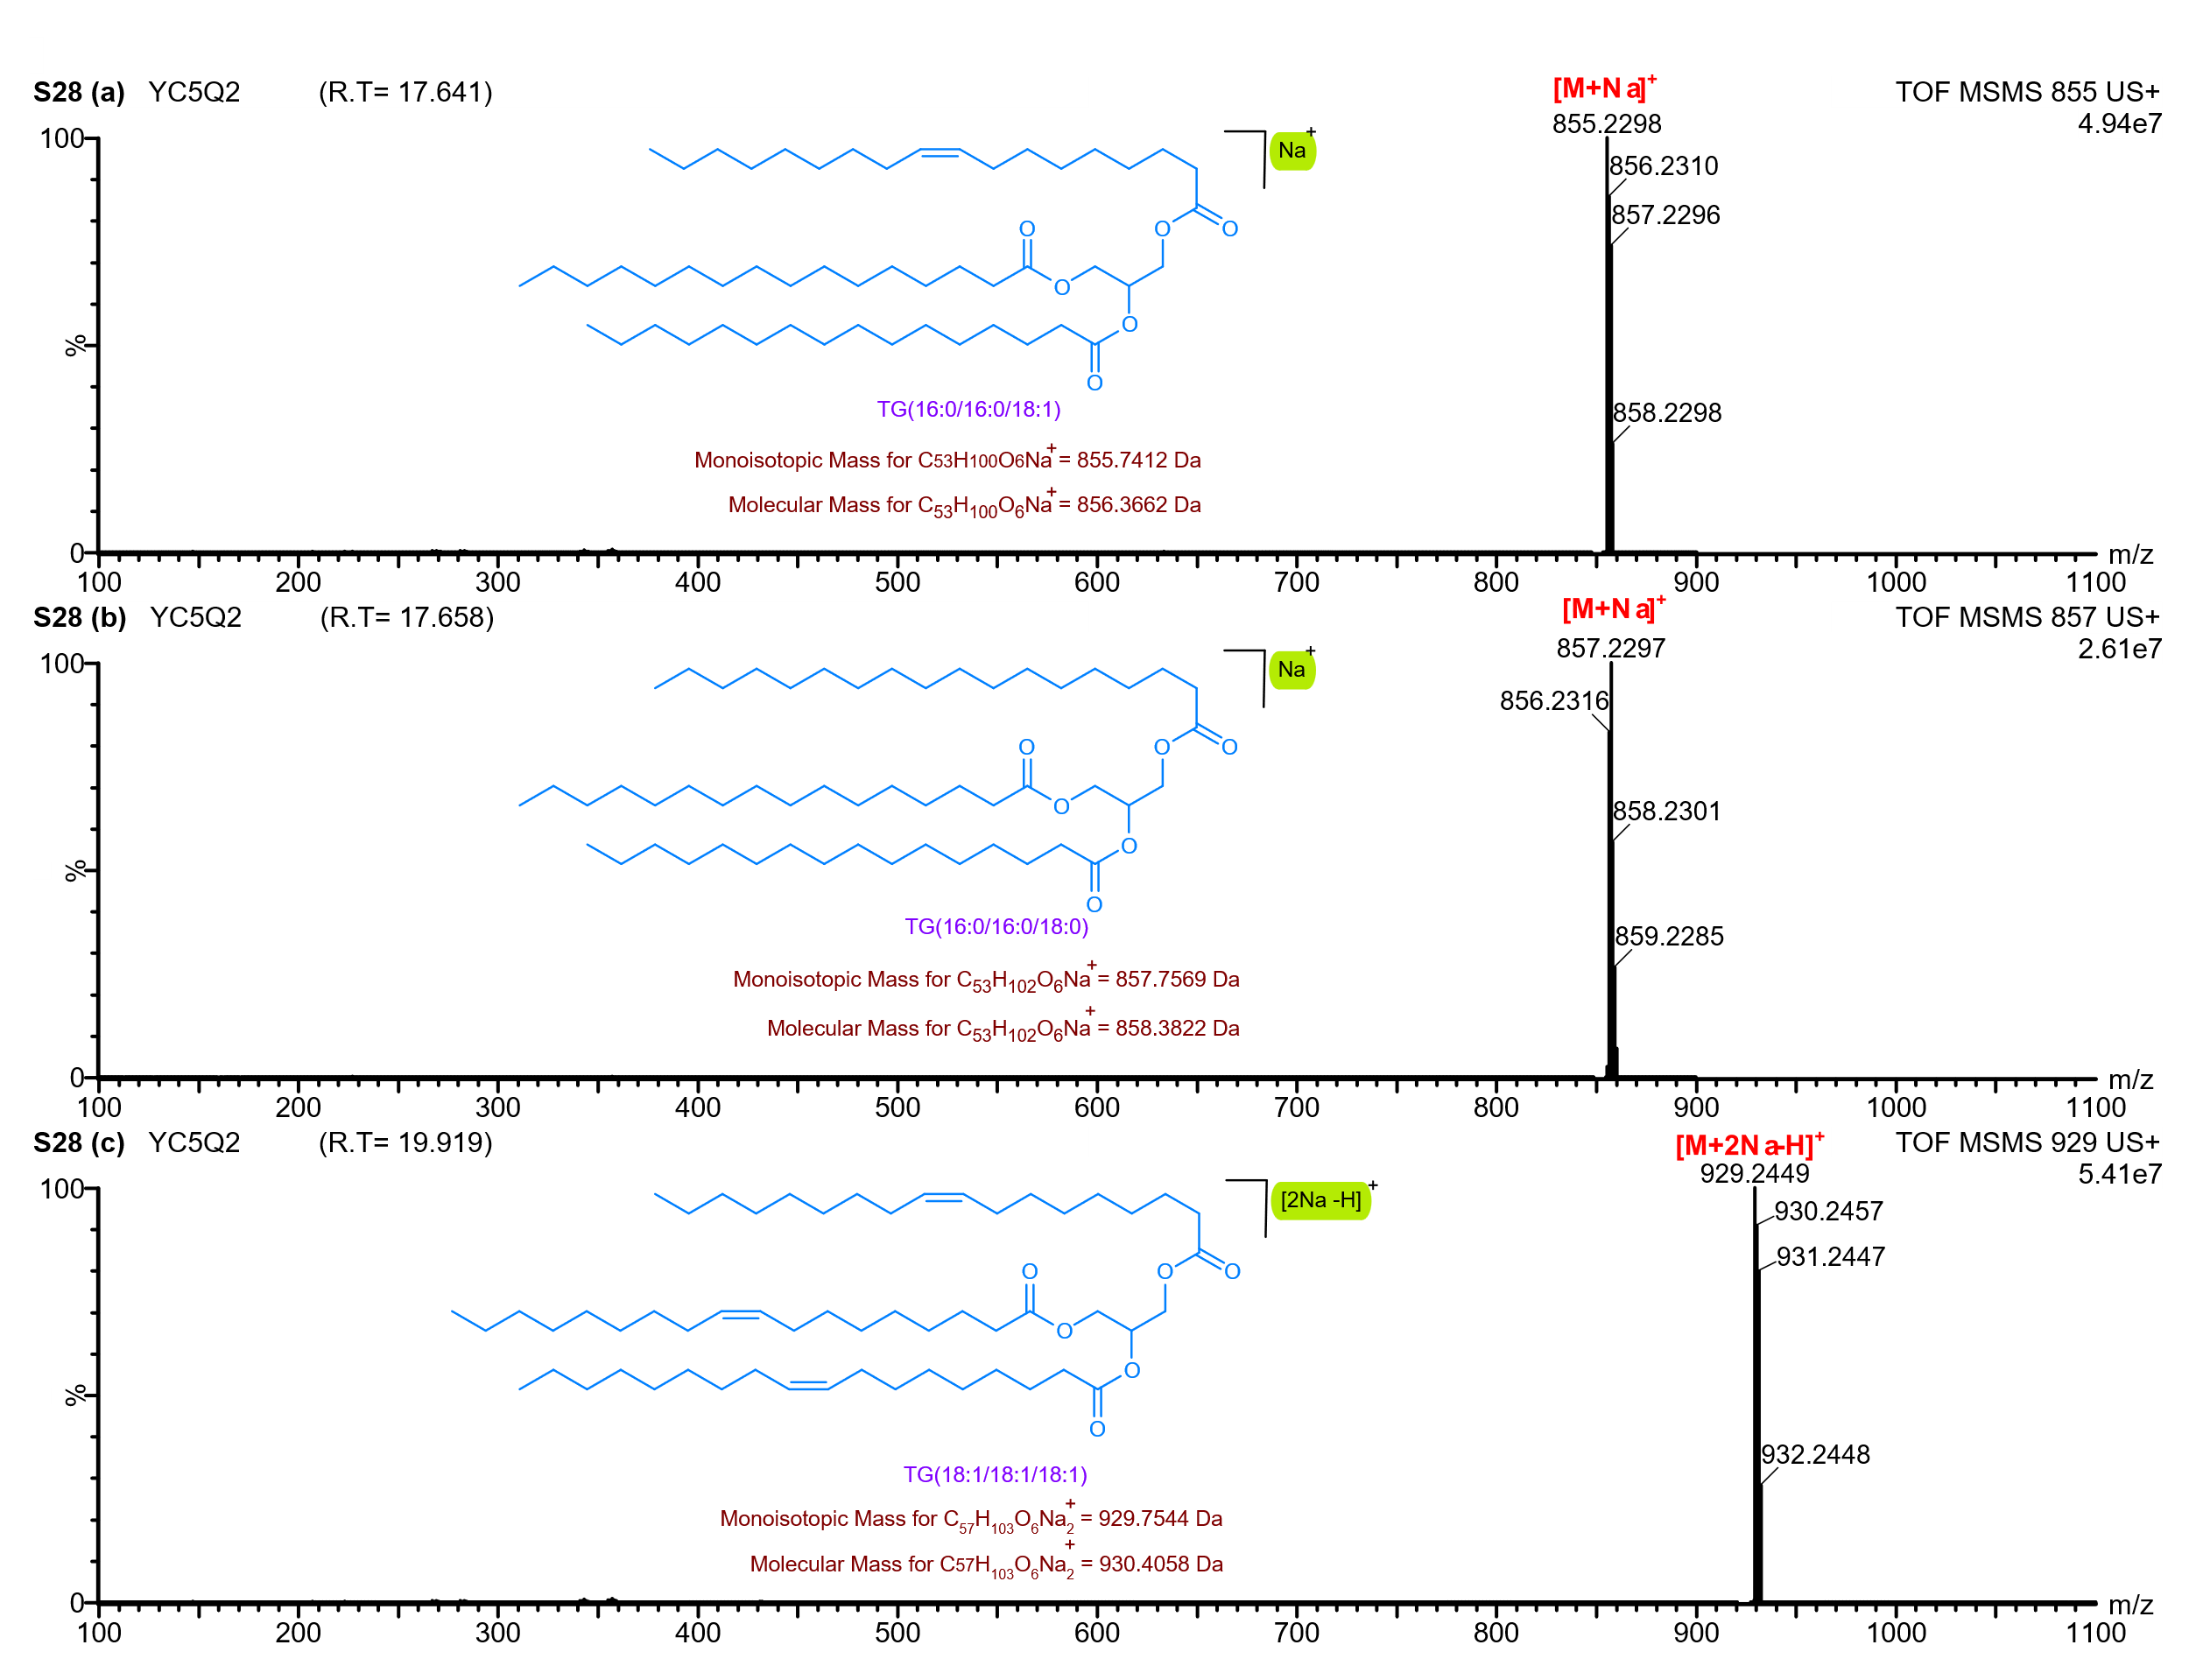 S28 (a) YC5Q2 (R.T= 17.641) [M+Na]⁺ TOF MSMS 855 US+
855.2298 4.94e7
100
Na⁺
856.2310
857.2296
O O O
O
O
%
O
TG(16:0/16:0/18:1)
858.2298
Monoisotopic Mass for C53H100O6Na⁺= 855.7412 Da
Molecular Mass for C₅₃H₁₀₀O₆Na⁺= 856.3662 Da
0 m/z
100 200 300 400 500 600 700 800 900 1000 1100
S28 (b) YC5Q2 (R.T= 17.658) [M+Na]⁺ TOF MSMS 857 US+
857.2297 2.61e7
100
Na⁺
856.2316
O O O
O
858.2301
O
%
O
TG(16:0/16:0/18:0)
859.2285
Monoisotopic Mass for C₅₃H₁₀₂O₆Na⁺= 857.7569 Da
Molecular Mass for C₅₃H₁₀₂O₆Na⁺= 858.3822 Da
0 m/z
100 200 300 400 500 600 700 800 900 1000 1100
S28 (c) YC5Q2 (R.T= 19.919) [M+2Na-H]⁺ TOF MSMS 929 US+
929.2449 5.41e7
100
[2Na -H]⁺
930.2457
931.2447
O O O
O
O
%
O
932.2448
TG(18:1/18:1/18:1)
Monoisotopic Mass for C₅₇H₁₀₃O₆Na₂⁺ = 929.7544 Da
Molecular Mass for C57H₁₀₃O₆Na₂⁺ = 930.4058 Da
0 m/z
100 200 300 400 500 600 700 800 900 1000 1100